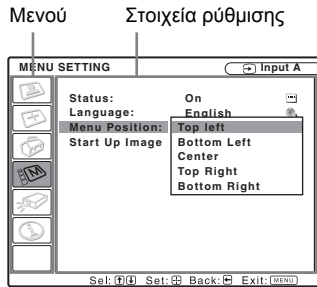 Μενού Στοιχεία ρύθμισης
MENU SETTING Input A
Status: On
Language: English
Menu Position: Top left
Start Up Image Bottom Left
Center
Top Right
Bottom Right
Sel: Set: Back: Exit: MENU